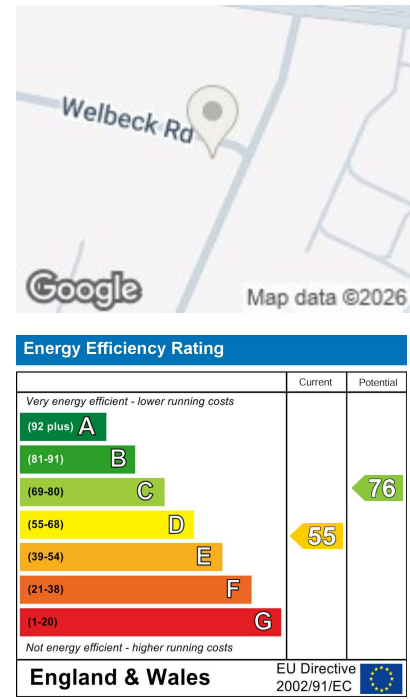 Welbeck Rd
Google
Map data ©2026
Energy Efficiency Rating
Current Potential
Very energy efficient - lower running costs
(92 plus) A
(81-91) B
(69-80) C
76
(55-68) D
55
(39-54) E
(21-38) F
(1-20) G
Not energy efficient - higher running costs
England & Wales
EU Directive
2002/91/EC